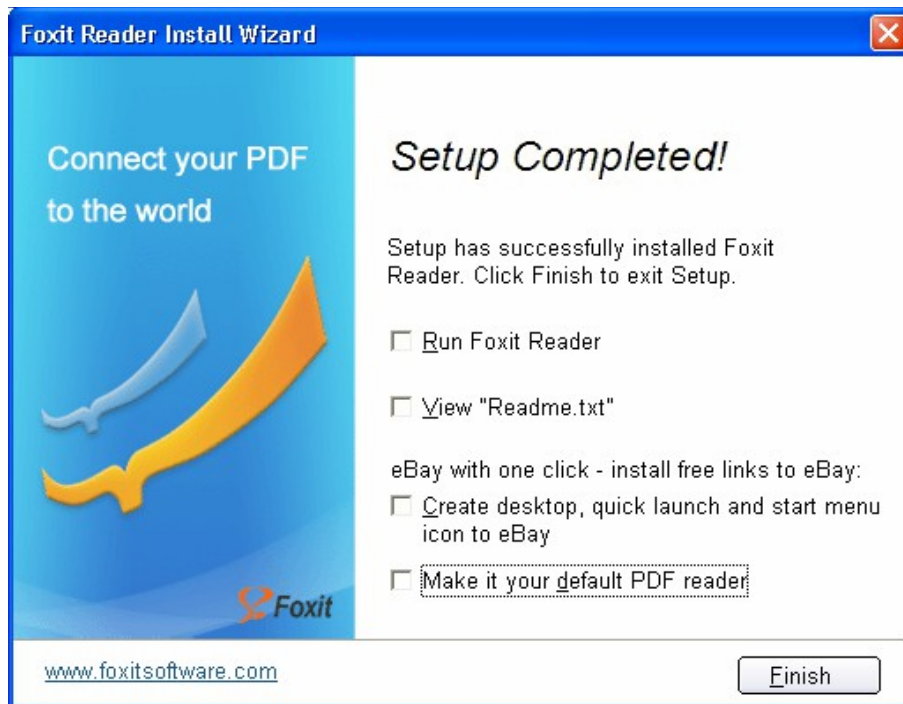 Foxit Reader Install Wizard
Connect your PDF
to the world
Setup Completed!
Setup has successfully installed Foxit
Reader. Click Finish to exit Setup.
Run Foxit Reader
View "Readme.txt"
eBay with one click - install free links to eBay:
Create desktop, quick launch and start menu
icon to eBay
Make it your default PDF reader
Foxit
www.foxitsoftware.com
Finish